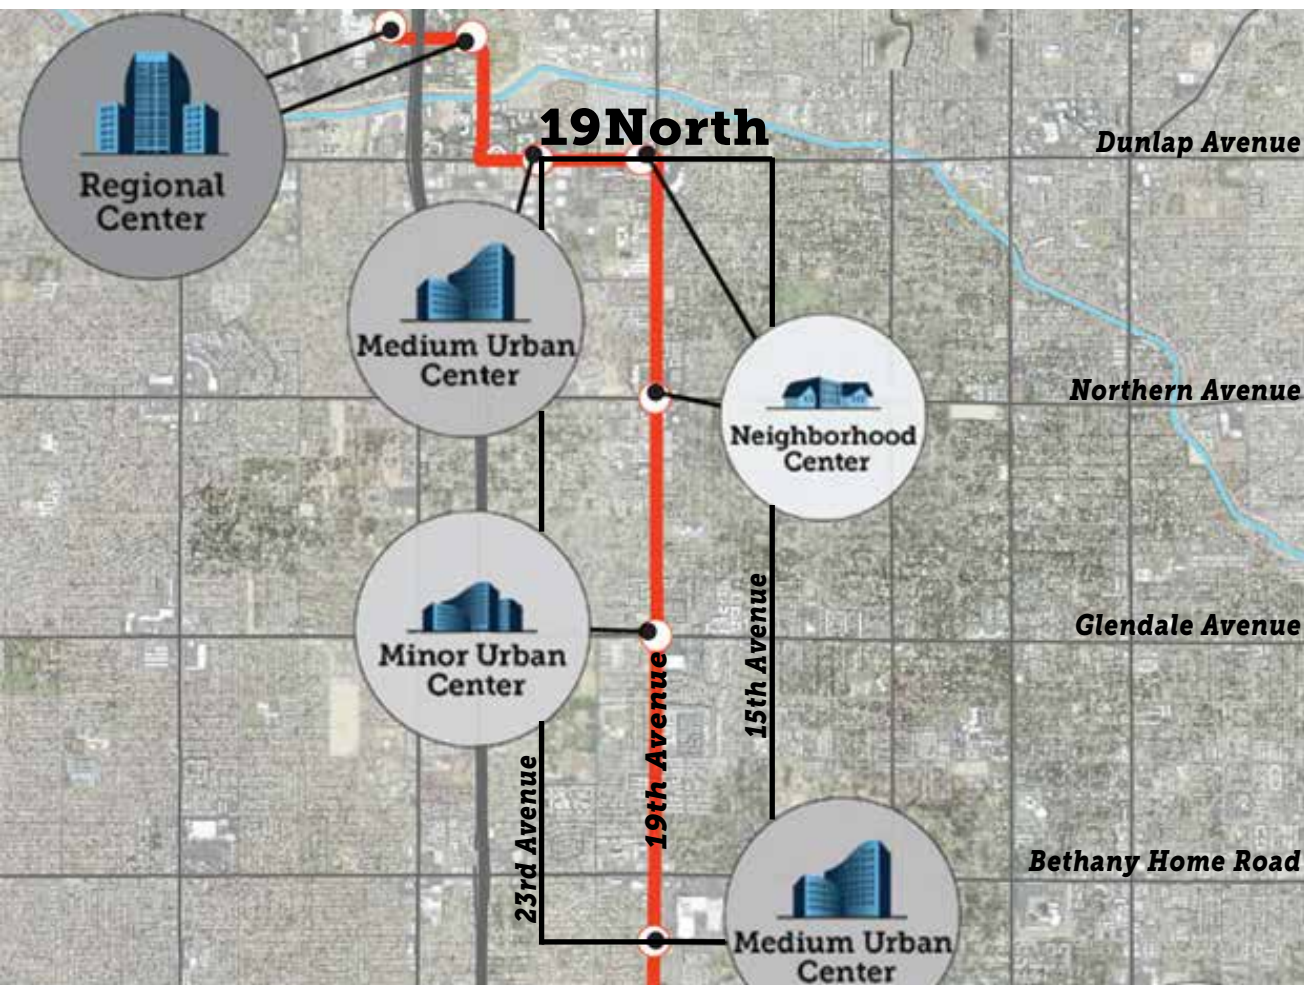 19North
Dunlap Avenue
Regional
Center
Medium Urban
Center
Northern Avenue
Neighborhood
Center
Glendale Avenue
Minor Urban
Center
15th Avenue
19th Avenue
23rd Avenue
Bethany Home Road
Medium Urban
Center